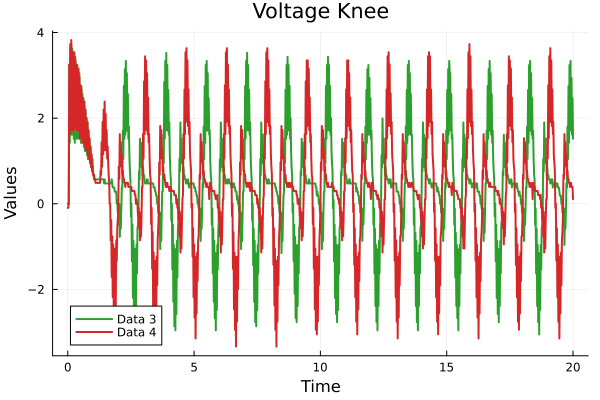 Voltage Knee
Values
4
2
0
−2
Data 3
Data 4
0 5 10 15 20
Time